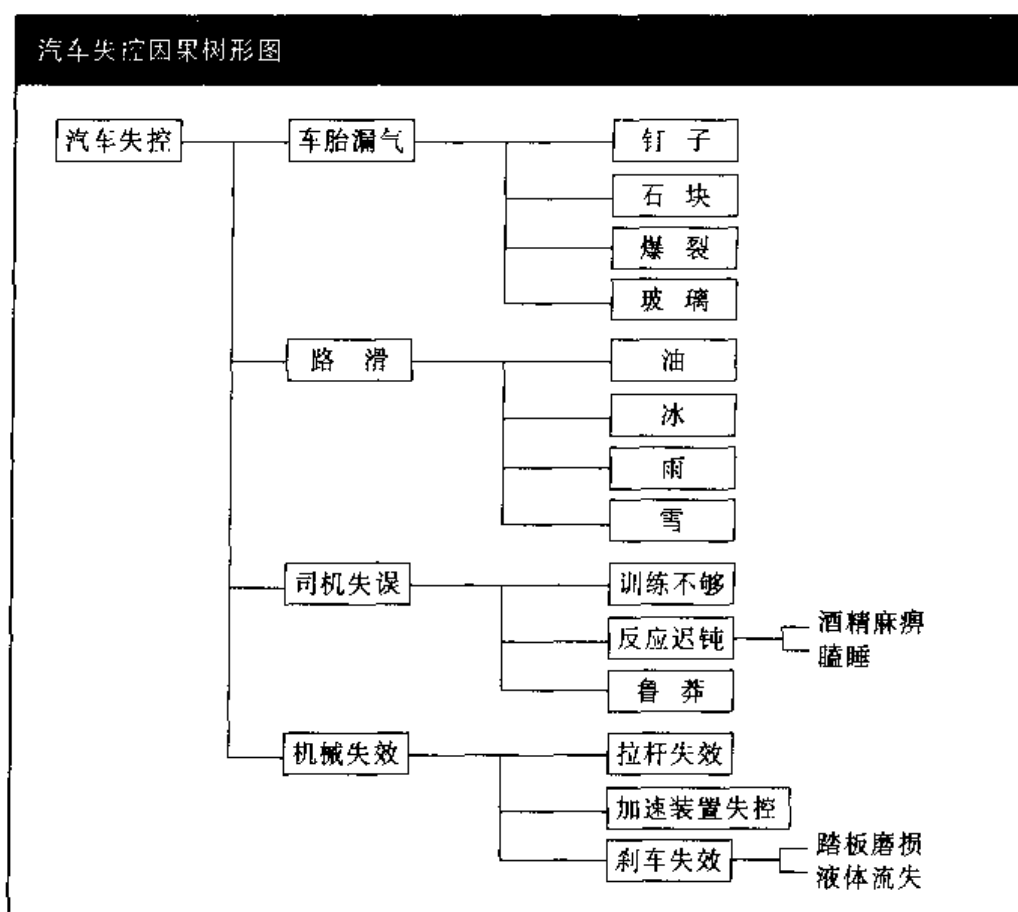 汽车失控因果树形图
汽车失控 车胎漏气 钉子
石块
爆裂
玻璃
路滑 油
冰
雨
雪
司机失误 训练不够
反应迟钝 酒精麻痹
瞌睡
鲁莽
机械失效 拉杆失效
加速装置失控
刹车失效 踏板磨损
液体流失